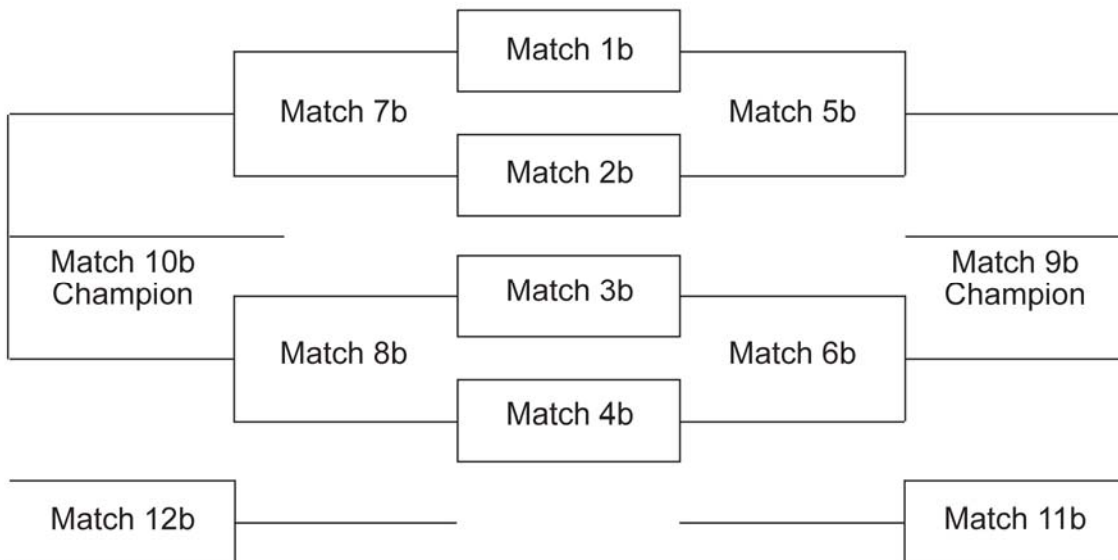 Match 1b
Match 7b
Match 5b
Match 2b
Match 10b
Champion
Match 9b
Champion
Match 3b
Match 8b
Match 6b
Match 4b
Match 12b
Match 11b